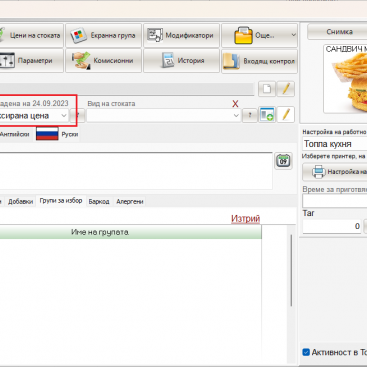 Цени на стоката Екранна група Модификатори Още... Снимка
САНДВИЧ М
Параметри Комисионни История Входящ контрол
адена на 24.09.2023 Вид на стоката X
ксирана цена ? ?
Английски Руски
Настройка на работно
Топла кухня
Изберете принтер, на
Настройка на
Добавки Групи за избор Баркод Алергени
Време за приготвя
Изтрий
Таг
0
Име на групата
Активност в То